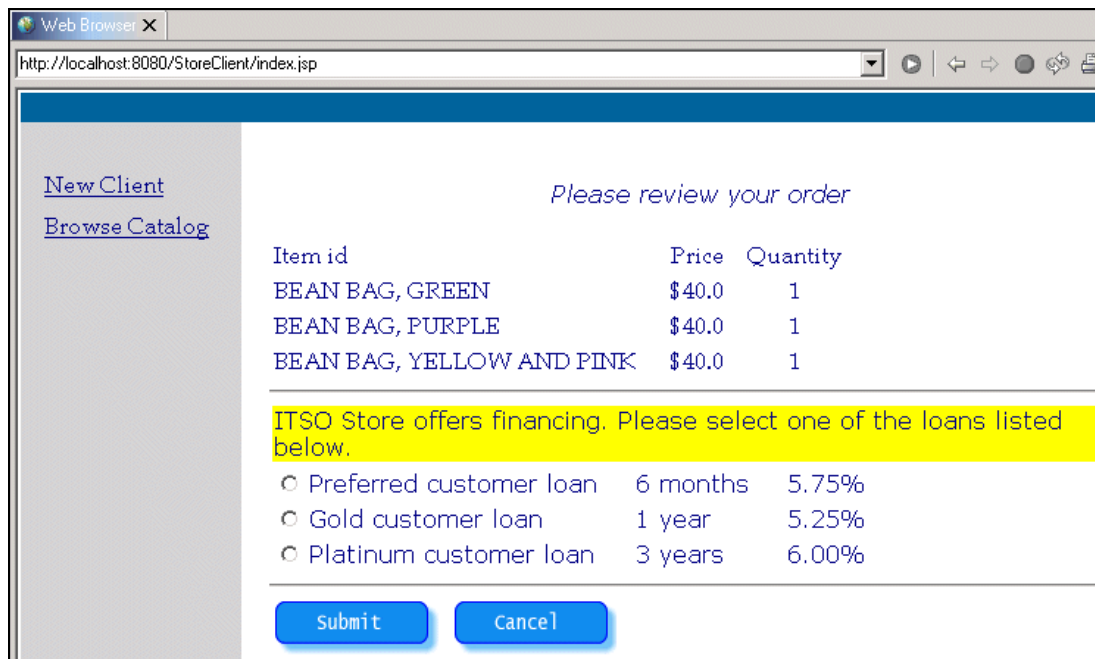 Web Browser
http://localhost:8080/StoreClient/index.jsp
New Client
Browse Catalog
Please review your order
Item id Price Quantity
BEAN BAG, GREEN $40.0 1
BEAN BAG, PURPLE $40.0 1
BEAN BAG, YELLOW AND PINK $40.0 1
ITSO Store offers financing. Please select one of the loans listed
below.
Preferred customer loan 6 months 5.75%
Gold customer loan 1 year 5.25%
Platinum customer loan 3 years 6.00%
Submit Cancel